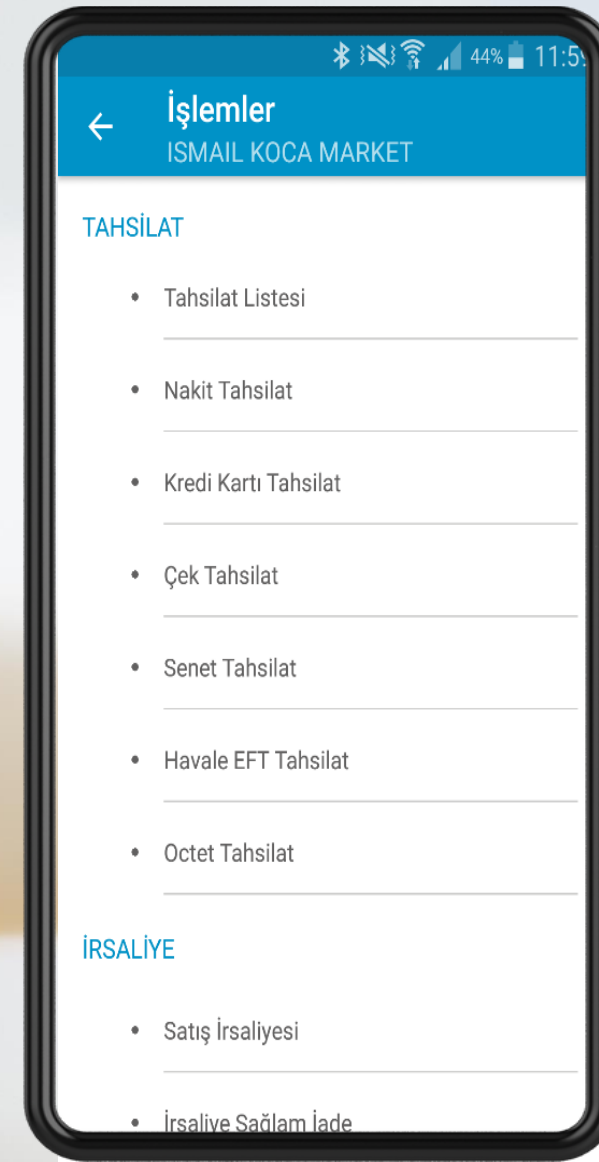 44% 11:59
İşlemler
ISMAIL KOCA MARKET
TAHSİLAT
• Tahsilat Listesi
• Nakit Tahsilat
• Kredi Kartı Tahsilat
• Çek Tahsilat
• Senet Tahsilat
• Havale EFT Tahsilat
• Octet Tahsilat
İRSALİYE
• Satış İrsaliyesi
• İrsaliye Sağlam İade